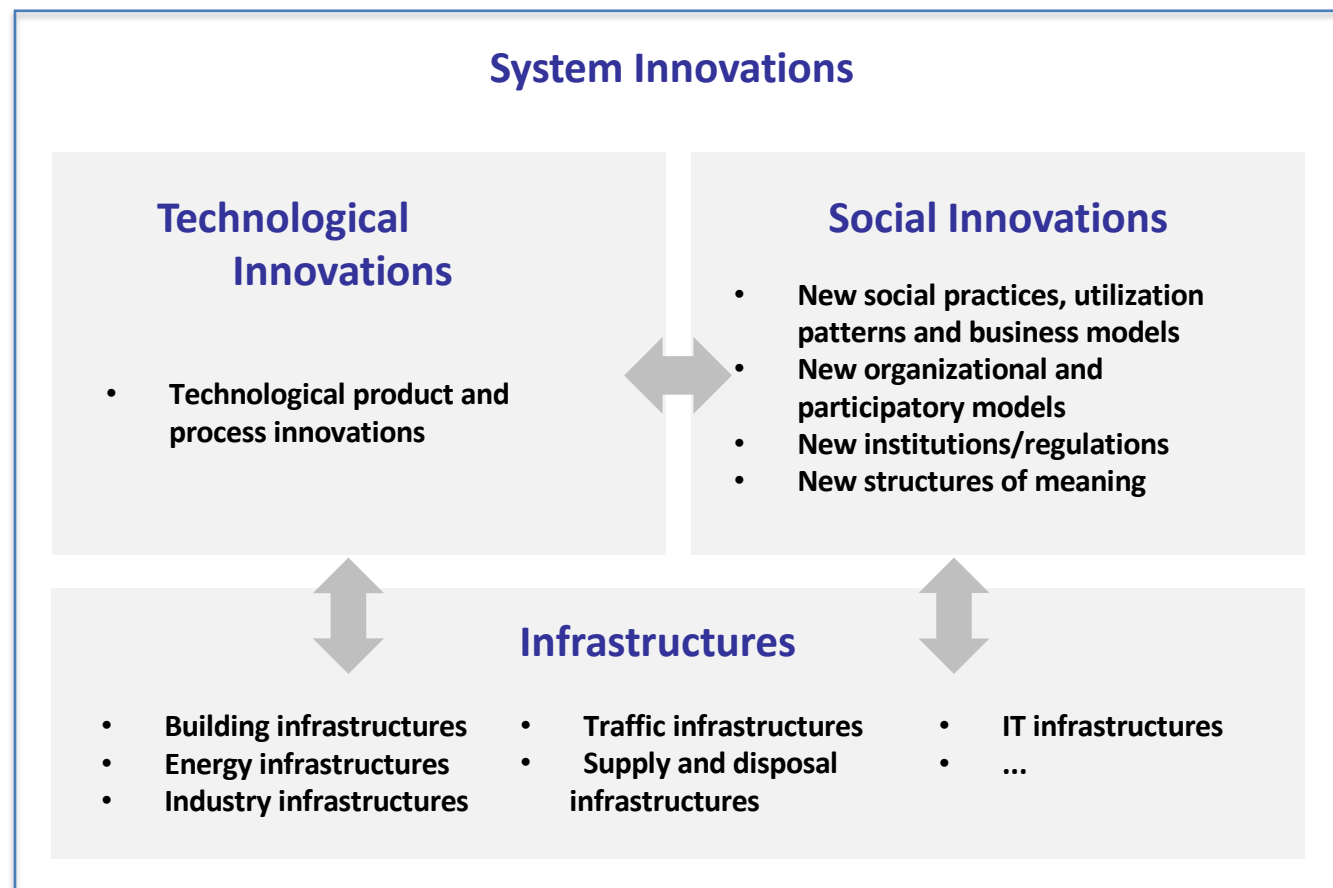 System Innovations
Technological
Innovations
• Technological product and
process innovations
Social Innovations
• New social practices, utilization
patterns and business models
• New organizational and
participatory models
• New institutions/regulations
• New structures of meaning
Infrastructures
• Building infrastructures
• Energy infrastructures
• Industry infrastructures
• Traffic infrastructures
• Supply and disposal
infrastructures
• IT infrastructures
• ...